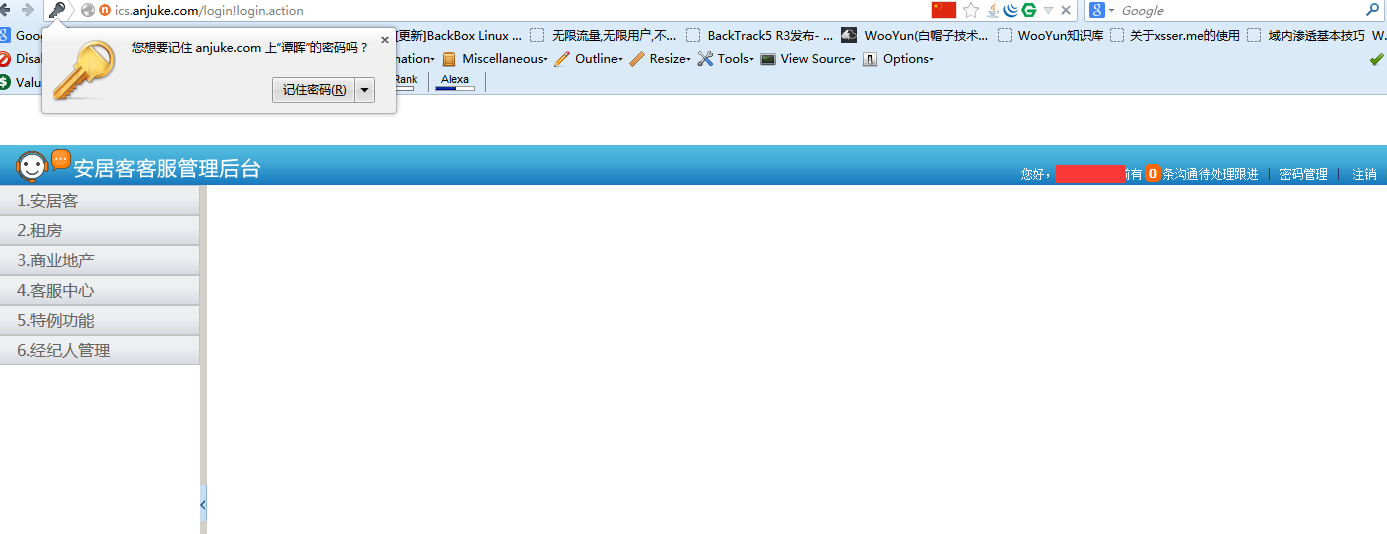 ics.anjuke.com/login!login.action
Google
您想要记住 anjuke.com 上"谭晖"的密码吗？
记住密码(R)
Goo
[更新]BackBox Linux ...
无限流量,无限用户,不...
BackTrack5 R3发布- ...
WooYun(白帽子技术...
WooYun知识库
关于xsser.me的使用
域内渗透基本技巧
W.
Disal
mation
Miscellaneous
Outline
Resize
Tools
View Source
Options
Valu
Rank
Alexa
安居客客服管理后台
您好，
前有 0 条沟通待处理跟进 | 密码管理 | 注销
1.安居客
2.租房
3.商业地产
4.客服中心
5.特例功能
6.经纪人管理